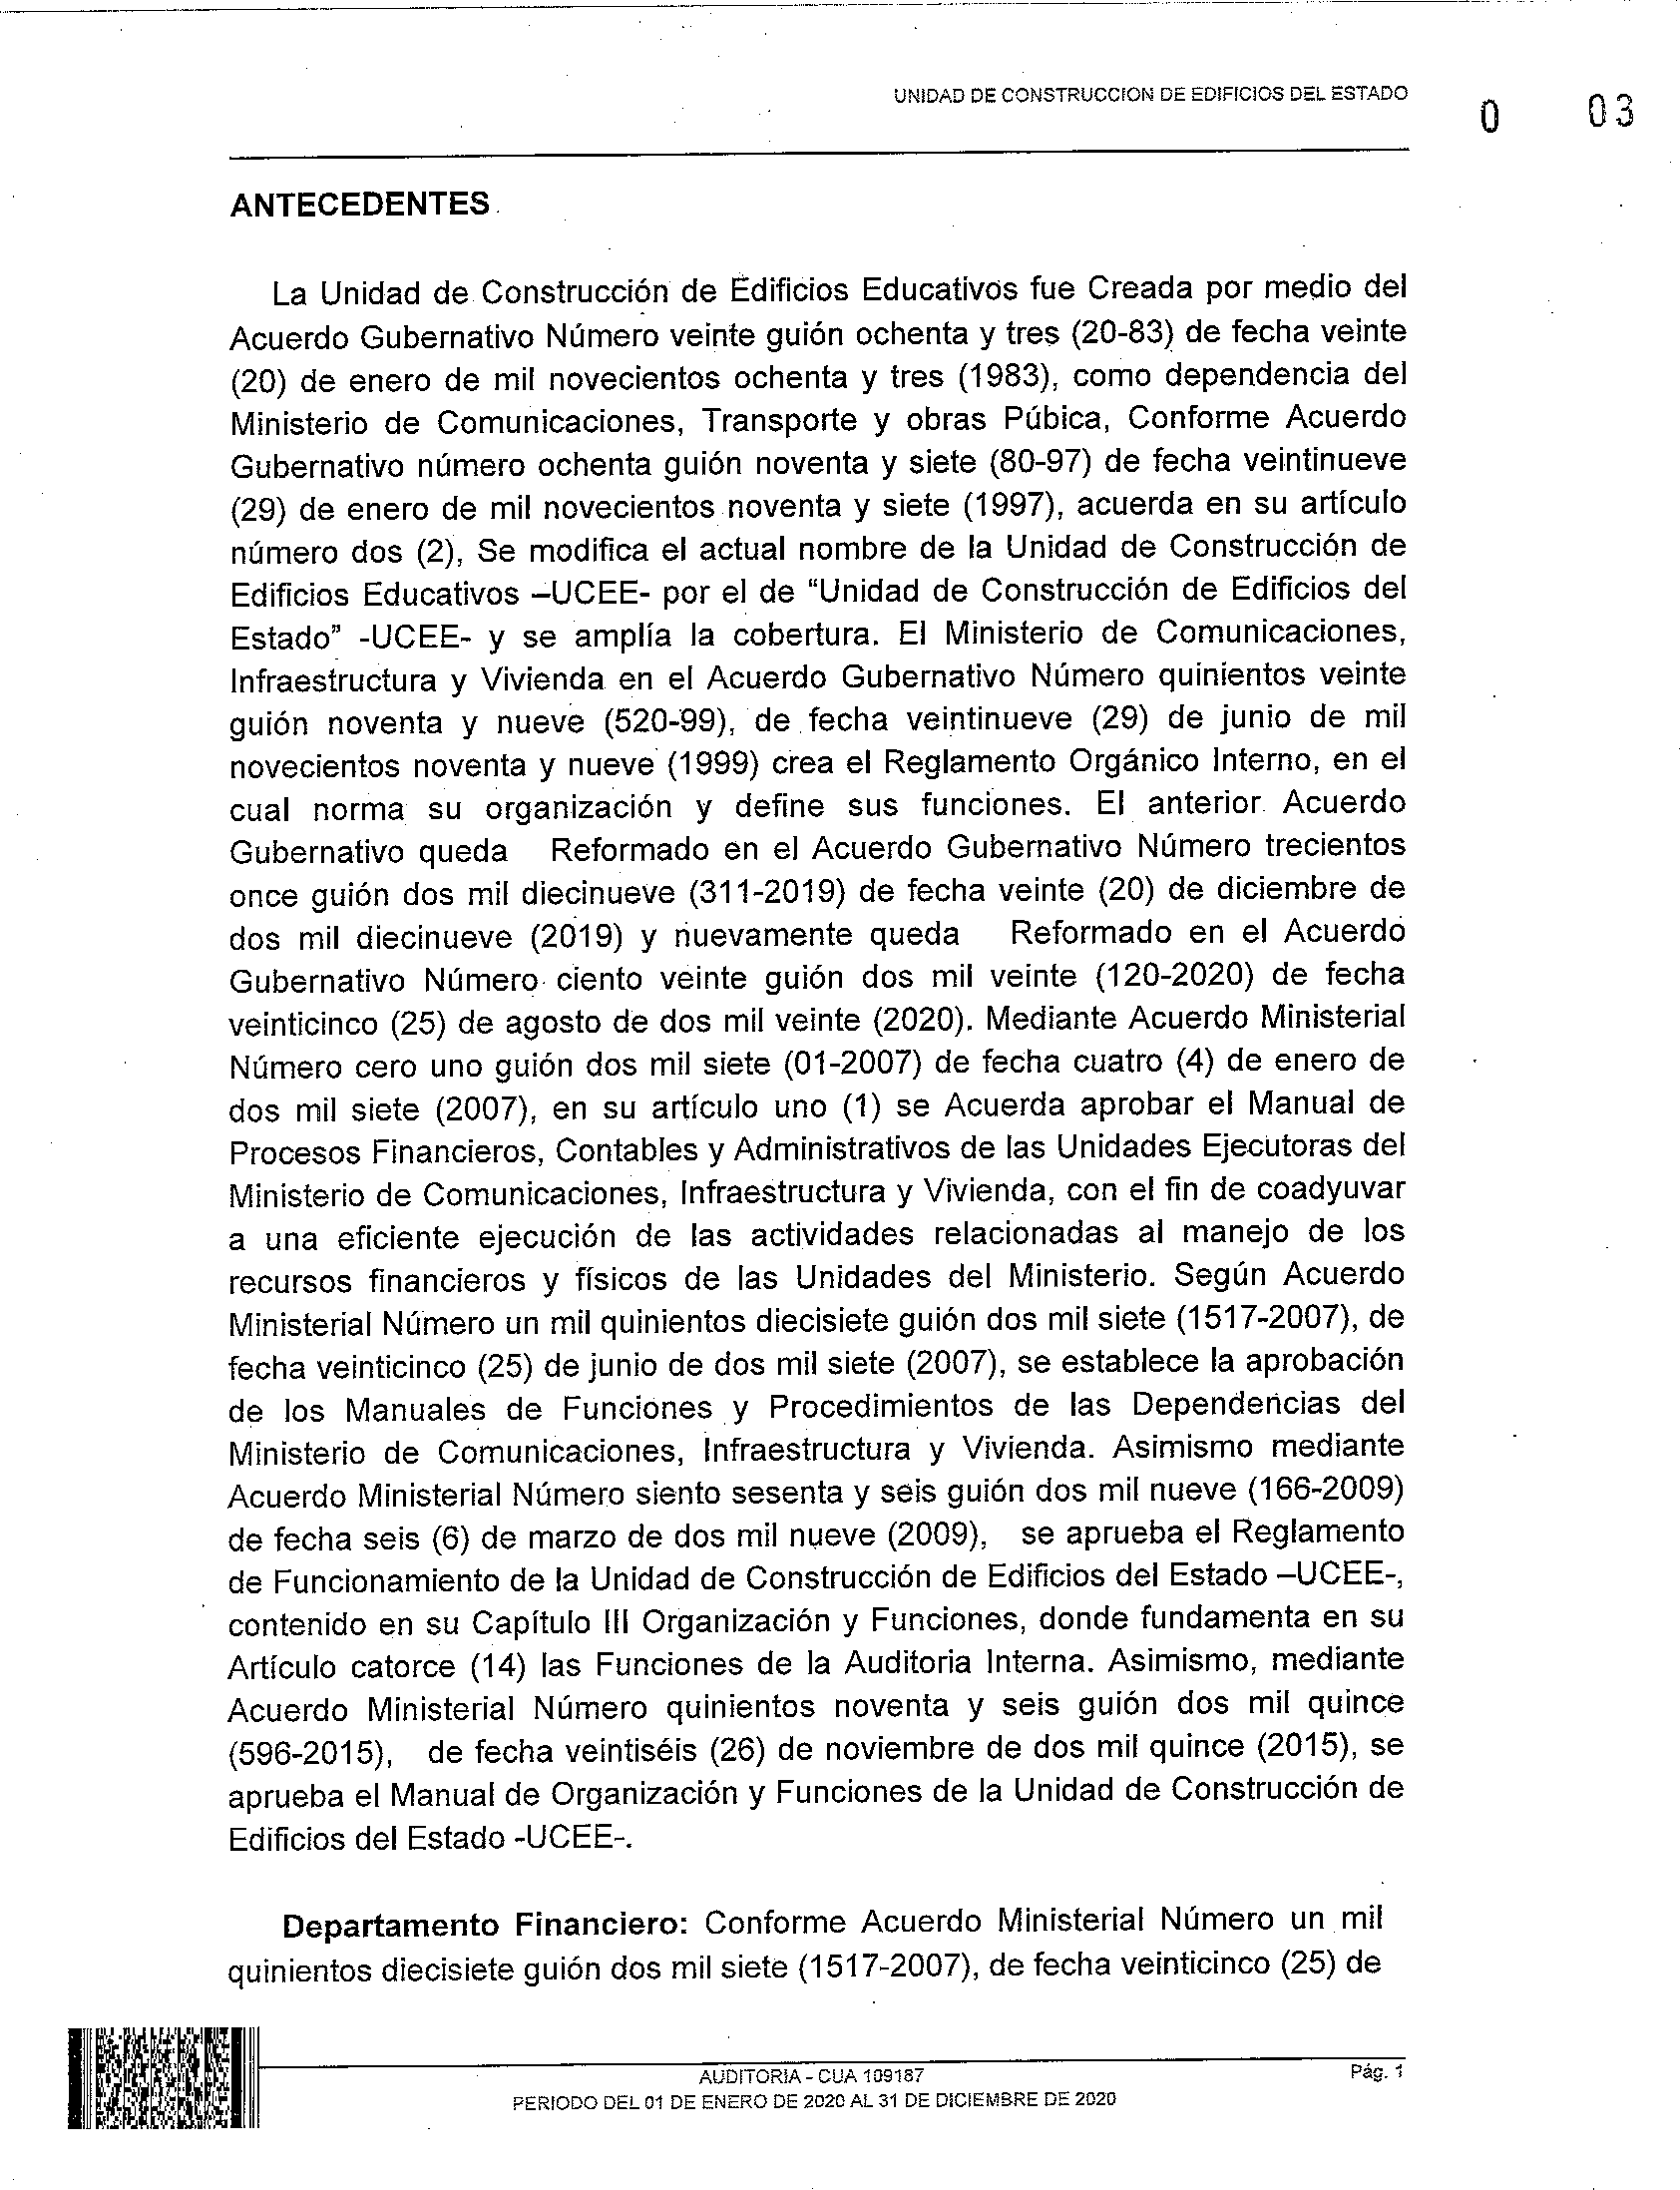 UNIDAD DE CONSTRUCCION DE EDIFICIOS DEL ESTADO
0 03
ANTECEDENTES
La Unidad de Construcción de Edificios Educativos fue Creada por medio del
Acuerdo Gubernativo Número veinte guión ochenta y tres (20-83) de fecha veinte
(20) de enero de mil novecientos ochenta y tres (1983), como dependencia del
Ministerio de Comunicaciones, Transporte y obras Púbica, Conforme Acuerdo
Gubernativo número ochenta guión noventa y siete (80-97) de fecha veintinueve
(29) de enero de mil novecientos noventa y siete (1997), acuerda en su artículo
número dos (2), Se modifica el actual nombre de la Unidad de Construcción de
Edificios Educativos –UCEE- por el de “Unidad de Construcción de Edificios del
Estado” -UCEE- y se amplía la cobertura. El Ministerio de Comunicaciones,
Infraestructura y Vivienda en el Acuerdo Gubernativo Número quinientos veinte
guión noventa y nueve (520-99), de fecha veintinueve (29) de junio de mil
novecientos noventa y nueve (1999) crea el Reglamento Orgánico Interno, en el
cual norma su organización y define sus funciones. El anterior Acuerdo
Gubernativo queda Reformado en el Acuerdo Gubernativo Número trecientos
once guión dos mil diecinueve (311-2019) de fecha veinte (20) de diciembre de
dos mil diecinueve (2019) y nuevamente queda Reformado en el Acuerdo
Gubernativo Número ciento veinte guión dos mil veinte (120-2020) de fecha
veinticinco (25) de agosto de dos mil veinte (2020). Mediante Acuerdo Ministerial
Número cero uno guión dos mil siete (01-2007) de fecha cuatro (4) de enero de
dos mil siete (2007), en su artículo uno (1) se Acuerda aprobar el Manual de
Procesos Financieros, Contables y Administrativos de las Unidades Ejecutoras del
Ministerio de Comunicaciones, Infraestructura y Vivienda, con el fin de coadyuvar
a una eficiente ejecución de las actividades relacionadas al manejo de los
recursos financieros y físicos de las Unidades del Ministerio. Según Acuerdo
Ministerial Número un mil quinientos diecisiete guión dos mil siete (1517-2007), de
fecha veinticinco (25) de junio de dos mil siete (2007), se establece la aprobación
de los Manuales de Funciones y Procedimientos de las Dependencias del
Ministerio de Comunicaciones, Infraestructura y Vivienda. Asimismo mediante
Acuerdo Ministerial Número siento sesenta y seis guión dos mil nueve (166-2009)
de fecha seis (6) de marzo de dos mil nueve (2009), se aprueba el Reglamento
de Funcionamiento de la Unidad de Construcción de Edificios del Estado –UCEE-,
contenido en su Capítulo III Organización y Funciones, donde fundamenta en su
Artículo catorce (14) las Funciones de la Auditoria Interna. Asimismo, mediante
Acuerdo Ministerial Número quinientos noventa y seis guión dos mil quince
(596-2015), de fecha veintiséis (26) de noviembre de dos mil quince (2015), se
aprueba el Manual de Organización y Funciones de la Unidad de Construcción de
Edificios del Estado -UCEE-.
Departamento Financiero: Conforme Acuerdo Ministerial Número un mil
quinientos diecisiete guión dos mil siete (1517-2007), de fecha veinticinco (25) de
AUDITORIA - CUA 109187
Pág. 1
PERIODO DEL 01 DE ENERO DE 2020 AL 31 DE DICIEMBRE DE 2020